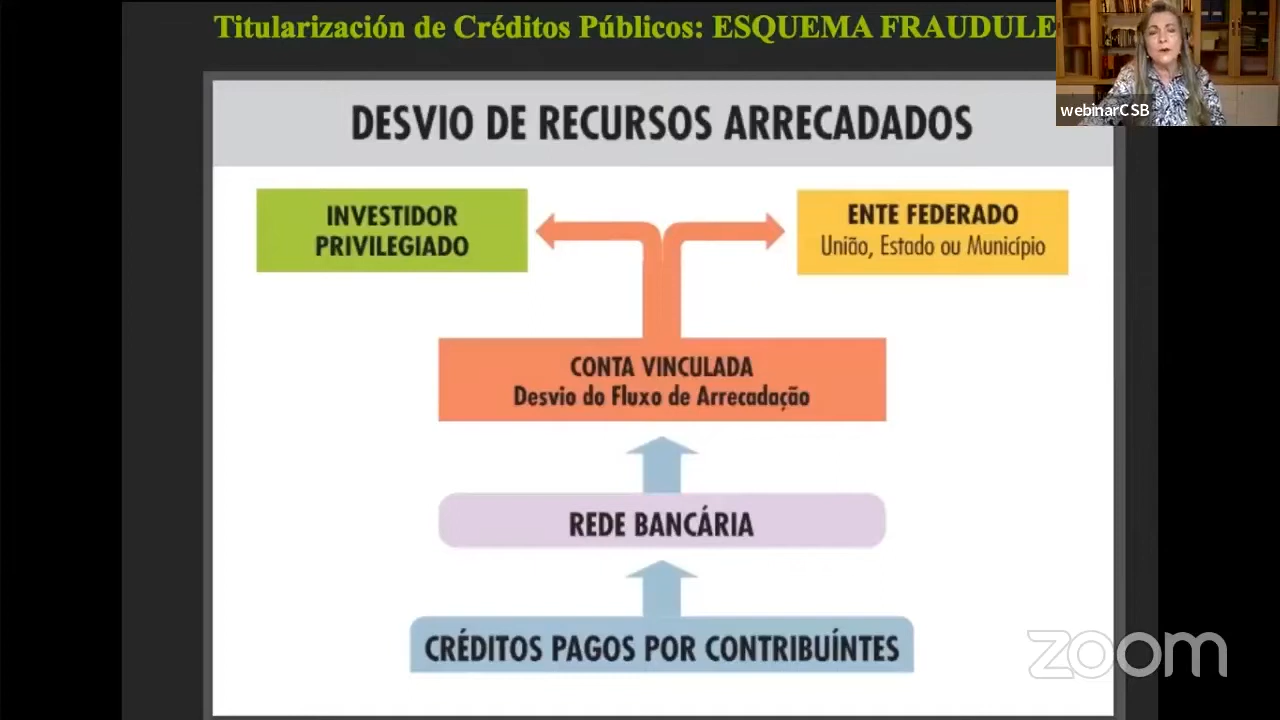 Titularización de Créditos Públicos: ESQUEMA FRAUDULE
webinarCSB
DESVIO DE RECURSOS ARRECADADOS
INVESTIDOR
PRIVILEGIADO
ENTE FEDERADO
União, Estado ou Município
CONTA VINCULADA
Desvio do Fluxo de Arrecadação
REDE BANCÁRIA
CRÉDITOS PAGOS POR CONTRIBUÍNTES
zoom